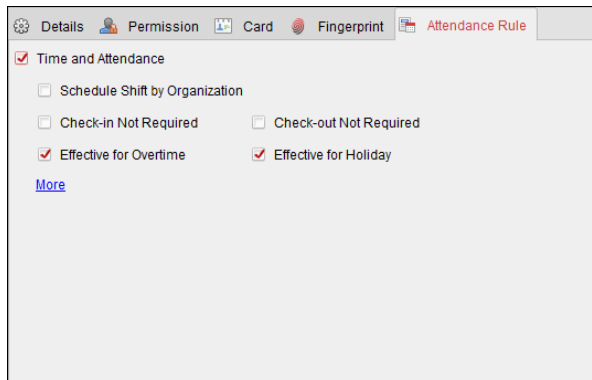 Details Permission Card Fingerprint Attendance Rule
Time and Attendance
Schedule Shift by Organization
Check-in Not Required Check-out Not Required
Effective for Overtime Effective for Holiday
More